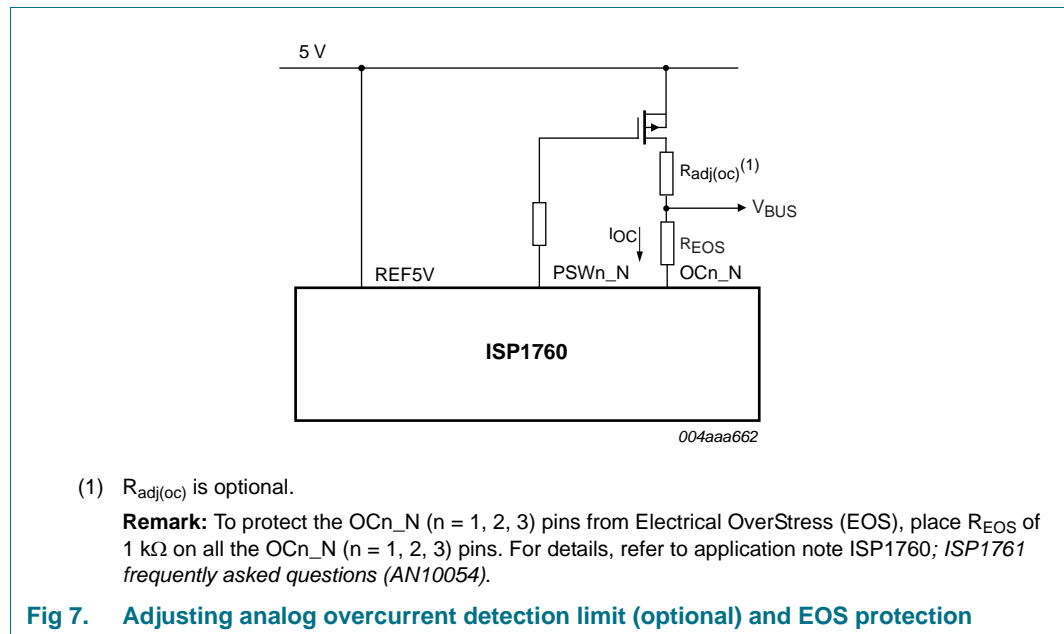 5 V
Radj(oc)(1)
VBUS
IOC
REOS
REF5V
PSWn_N
OCn_N
ISP1760
004aaa662
(1) Radj(oc) is optional.
Remark: To protect the OCn_N (n = 1, 2, 3) pins from Electrical OverStress (EOS), place REOS of
1 kΩ on all the OCn_N (n = 1, 2, 3) pins. For details, refer to application note ISP1760; ISP1761
frequently asked questions (AN10054).
Fig 7. Adjusting analog overcurrent detection limit (optional) and EOS protection